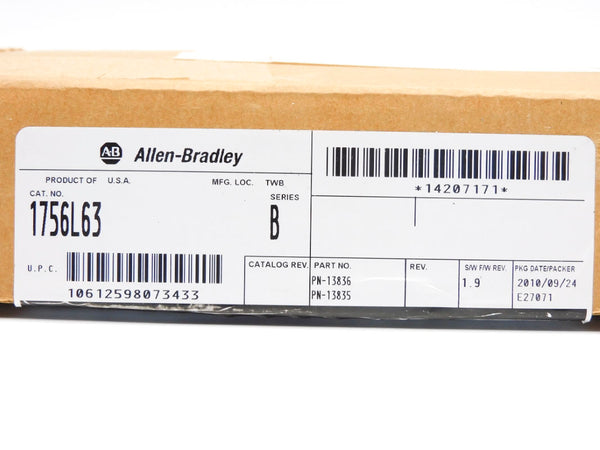 AB Allen-Bradley
PRODUCT OF U.S.A. MFG. LOC. TWB
CAT. NO. SERIES
1756L63 B
U.P.C.
10612598073433
*14207171*
CATALOG REV. PART NO. REV. S/W F/W REV. PKG DATE/PACKER
PN-13836 1.9 2010/09/24
PN-13835 E27071